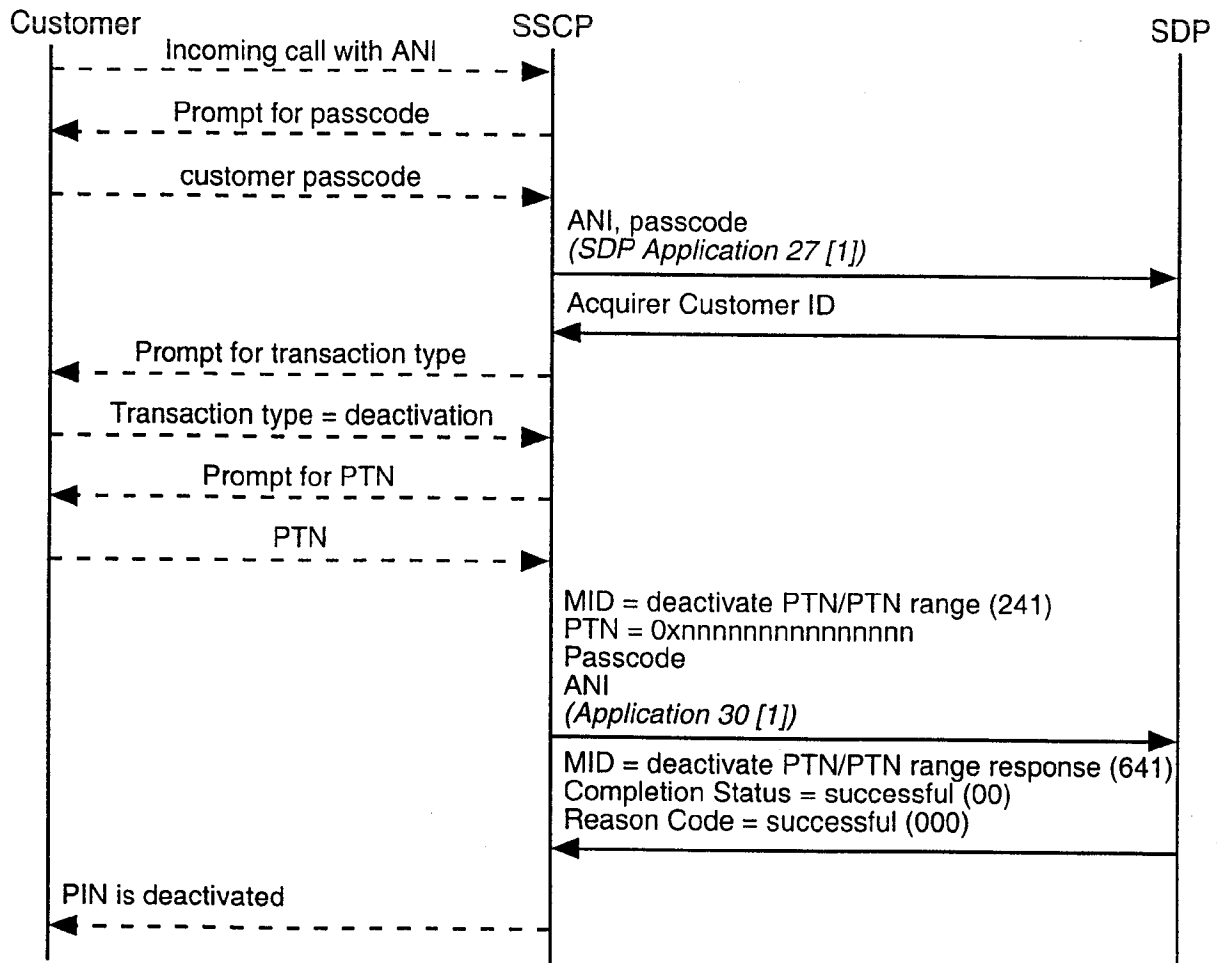 Customer
SSCP
SDP
Incoming call with ANI
Prompt for passcode
customer passcode
ANI, passcode
(SDP Application 27 [1])
Acquirer Customer ID
Prompt for transaction type
Transaction type = deactivation
Prompt for PTN
PTN
MID = deactivate PTN/PTN range (241)
PTN = 0xnnnnnnnnnnnnnnnn
Passcode
ANI
(Application 30 [1])
MID = deactivate PTN/PTN range response (641)
Completion Status = successful (00)
Reason Code = successful (000)
PIN is deactivated